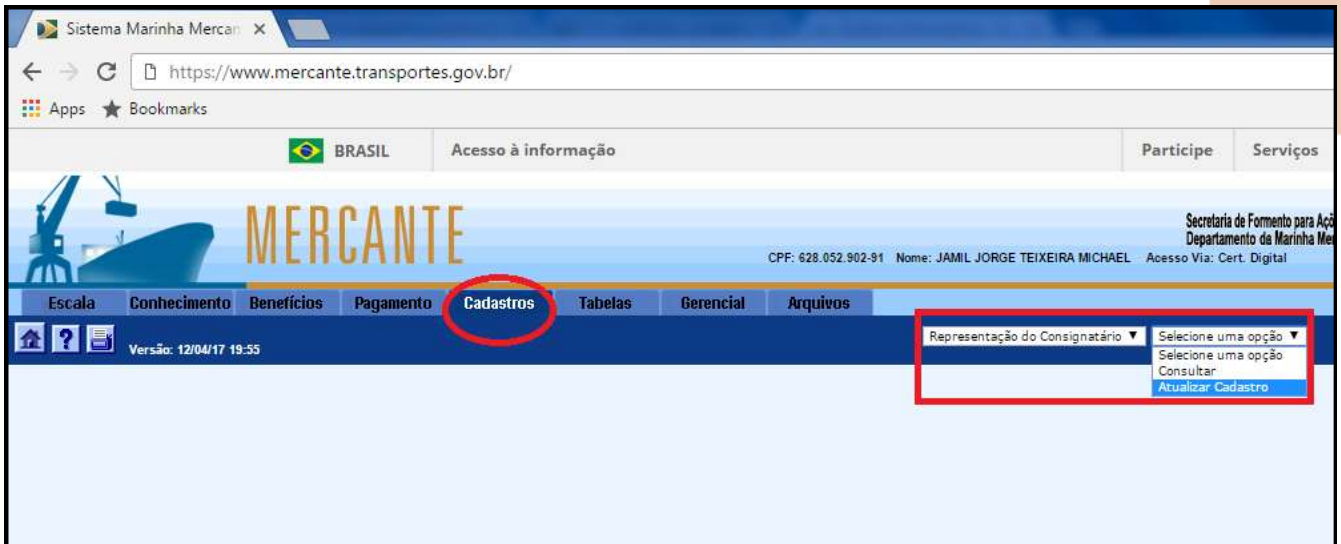 Sistema Marinha Mercan
https://www.mercante.transportes.gov.br/
Apps Bookmarks
BRASIL Acesso à informação Participe Serviços
MERCANTE
Secretaria de Formento para Açõ
Departamento da Marinha Me
CPF: 628.052.902-91 Nome: JAMIL JORGE TEIXEIRA MICHAEL Acesso Via: Cert. Digital
Escala Conhecimento Benefícios Pagamento Cadastros Tabelas Gerencial Arquivos
Versão: 12/04/17 19:55
Representação do Consignatário Selecione uma opção
Selecione uma opção
Consultar
Atualizar Cadastro